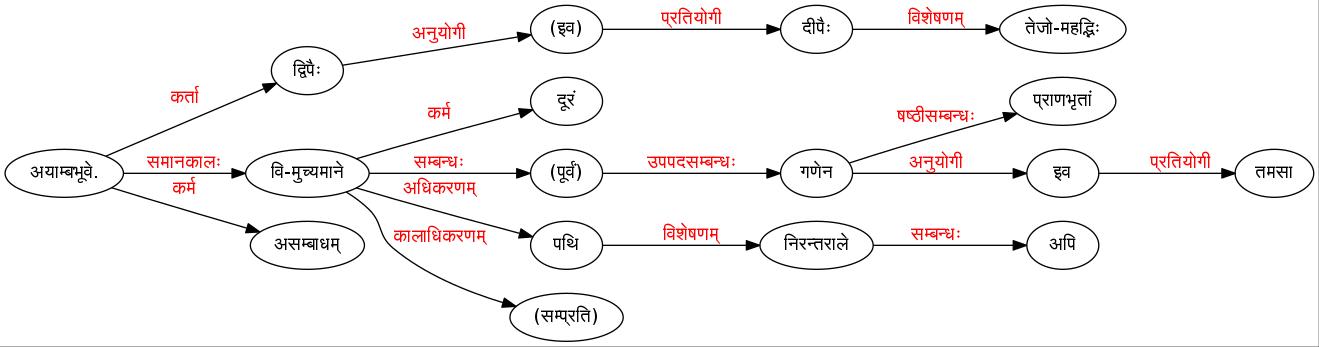 प्रतियोगी
विशेषणम्
अनुयोगी
(इव)
दीपैः
तेजो-महद्भिः
द्विपैः
कर्ता
कर्म
दूरं
षष्ठीसम्बन्धः
प्राणभृतां
अयाम्बभूवे.
समानकालः
वि-मुच्यमाने
सम्बन्धः
(पूर्वं)
उपपदसम्बन्धः
गणेन
अनुयोगी
इव
प्रतियोगी
तमसा
कर्म
अधिकरणम्
असम्बाधम्
कालाधिकरणम्
पथि
विशेषणम्
निरन्तराले
सम्बन्धः
अपि
(सम्प्रति)